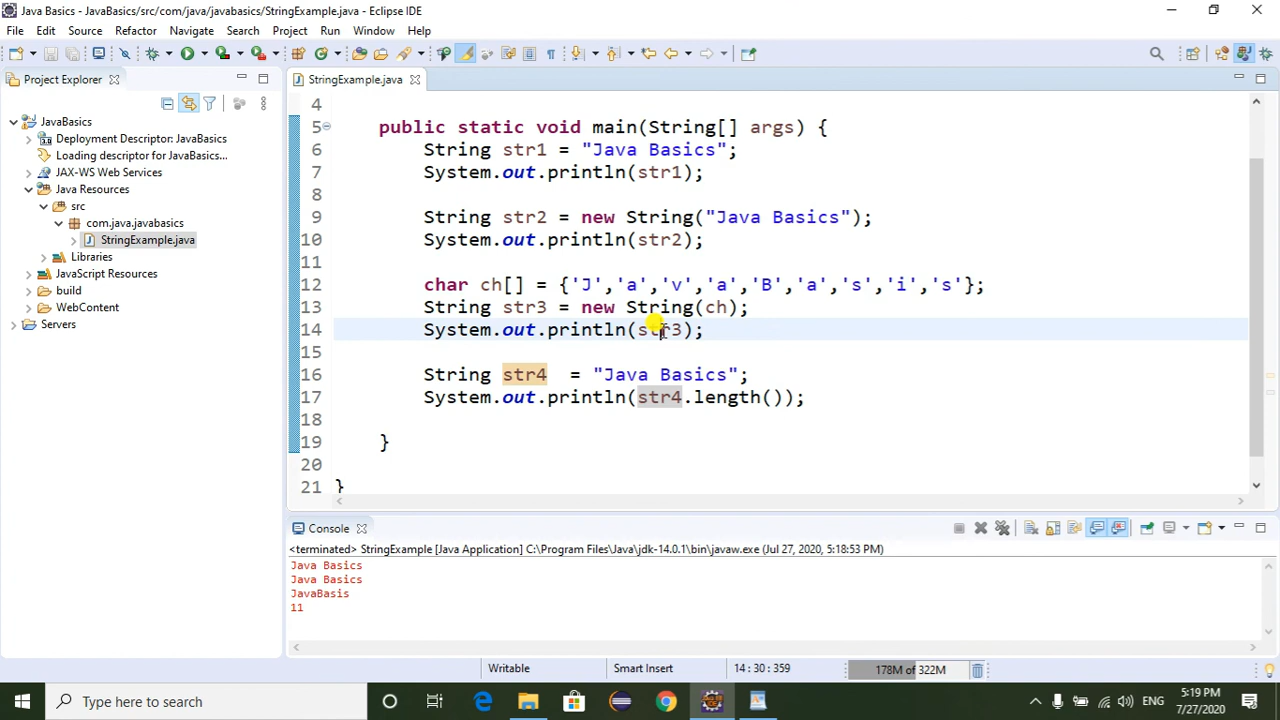 Java Basics - JavaBasics/src/com/java/javabasics/StringExample.java - Eclipse IDE
File Edit Source Refactor Navigate Search Project Run Window Help
Project Explorer
StringExample.java
JavaBasics
Deployment Descriptor: JavaBasics
Loading descriptor for JavaBasics...
JAX-WS Web Services
Java Resources
src
com.java.javabasics
StringExample.java
Libraries
JavaScript Resources
build
WebContent
Servers
4
5 public static void main(String[] args) {
6 String str1 = "Java Basics";
7 System.out.println(str1);
8
9 String str2 = new String("Java Basics");
10 System.out.println(str2);
11
12 char ch[] = {'J','a','v','a','B','a','s','i','s'};
13 String str3 = new String(ch);
14 System.out.println(str3);
15
16 String str4 = "Java Basics";
17 System.out.println(str4.length());
18
19 }
20
21 }
Console
<terminated> StringExample [Java Application] C:\Program Files\Java\jdk-14.0.1\bin\javaw.exe (Jul 27, 2020, 5:18:53 PM)
Java Basics
Java Basics
JavaBasis
11
Writable Smart Insert 14 : 30 : 359 178M of 322M
Type here to search
ENG
5:19 PM
7/27/2020